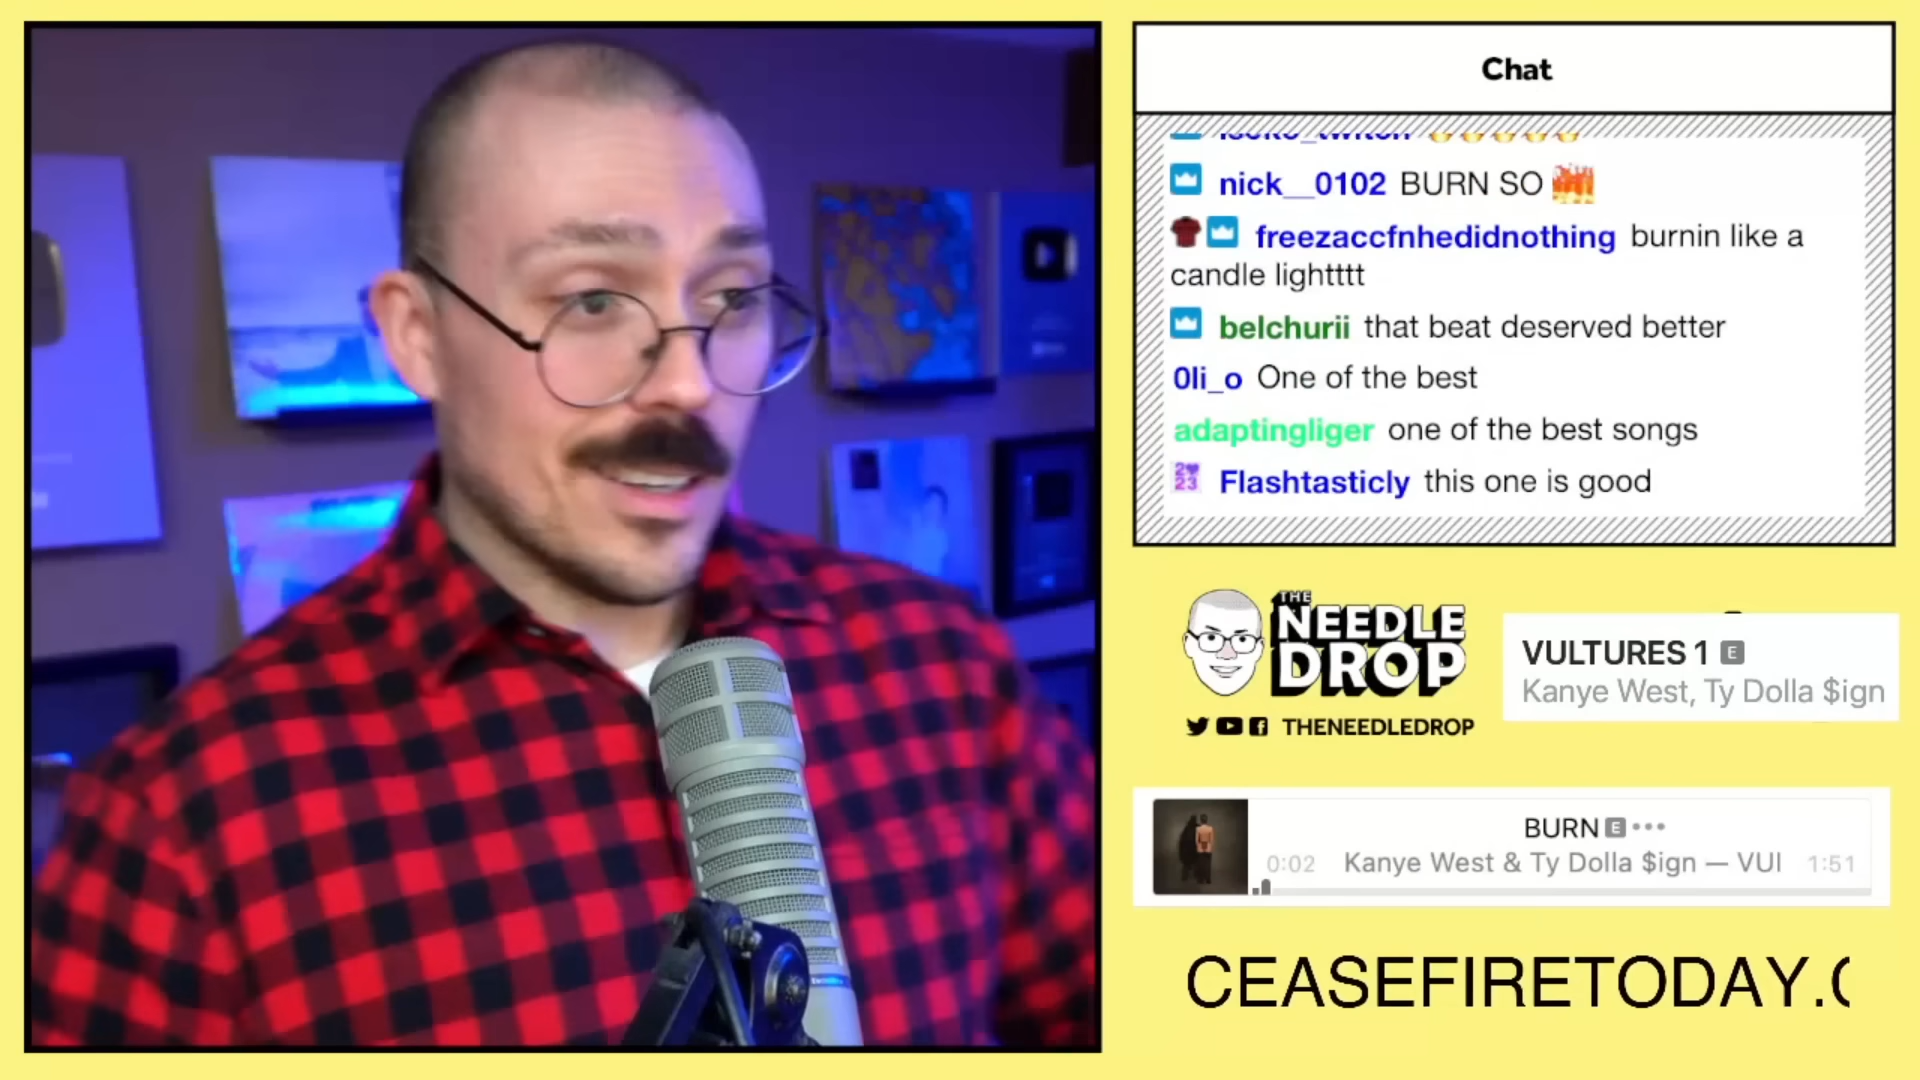 Chat
nick__0102 BURN SO
freezaccfnhedidnothing burnin like a
candle lightttt
belchurii that beat deserved better
0li_o One of the best
adaptingliger one of the best songs
2 23 Flashtasticly this one is good
THE
NEEDLE
DROP
THENEEDLEDROP
VULTURES 1 E
Kanye West, Ty Dolla $ign
BURN E •••
0:02 Kanye West & Ty Dolla $ign — VUI 1:51
CEASEFIRETODAY.